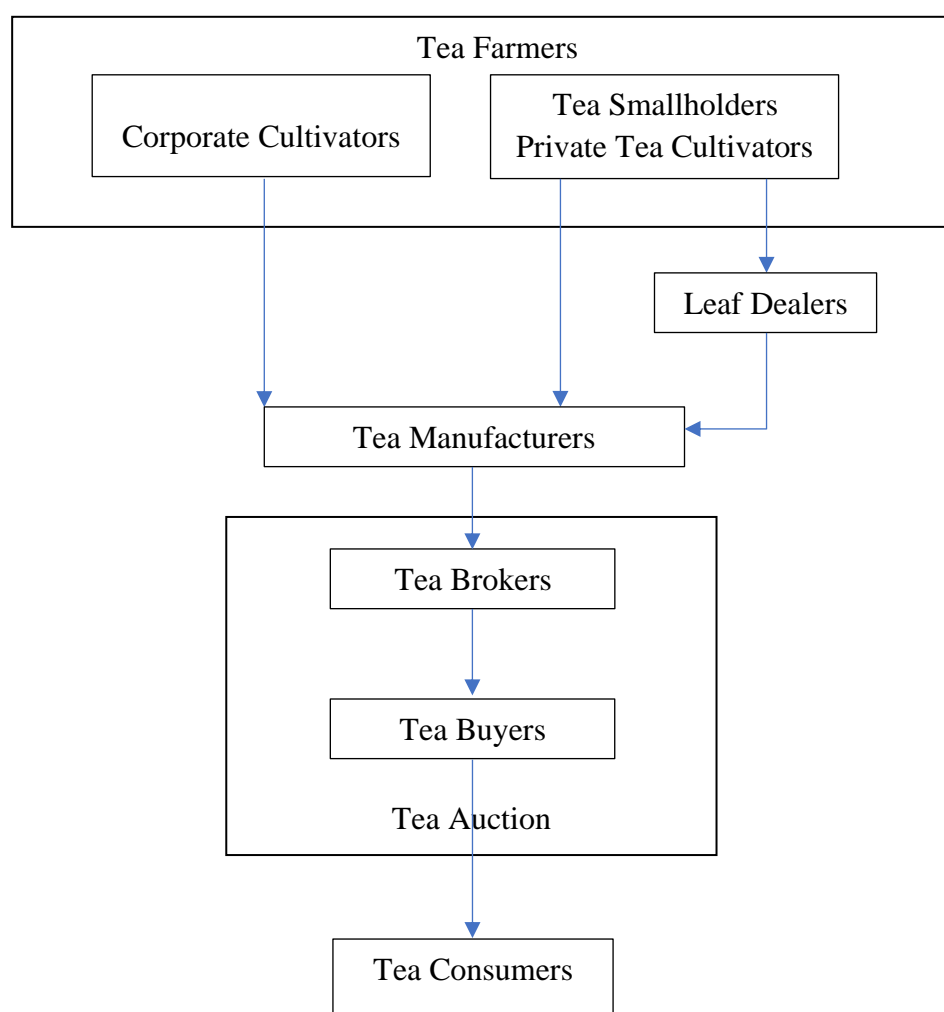 Tea Farmers
Corporate Cultivators
Tea Smallholders
Private Tea Cultivators
Leaf Dealers
Tea Manufacturers
Tea Brokers
Tea Buyers
Tea Auction
Tea Consumers